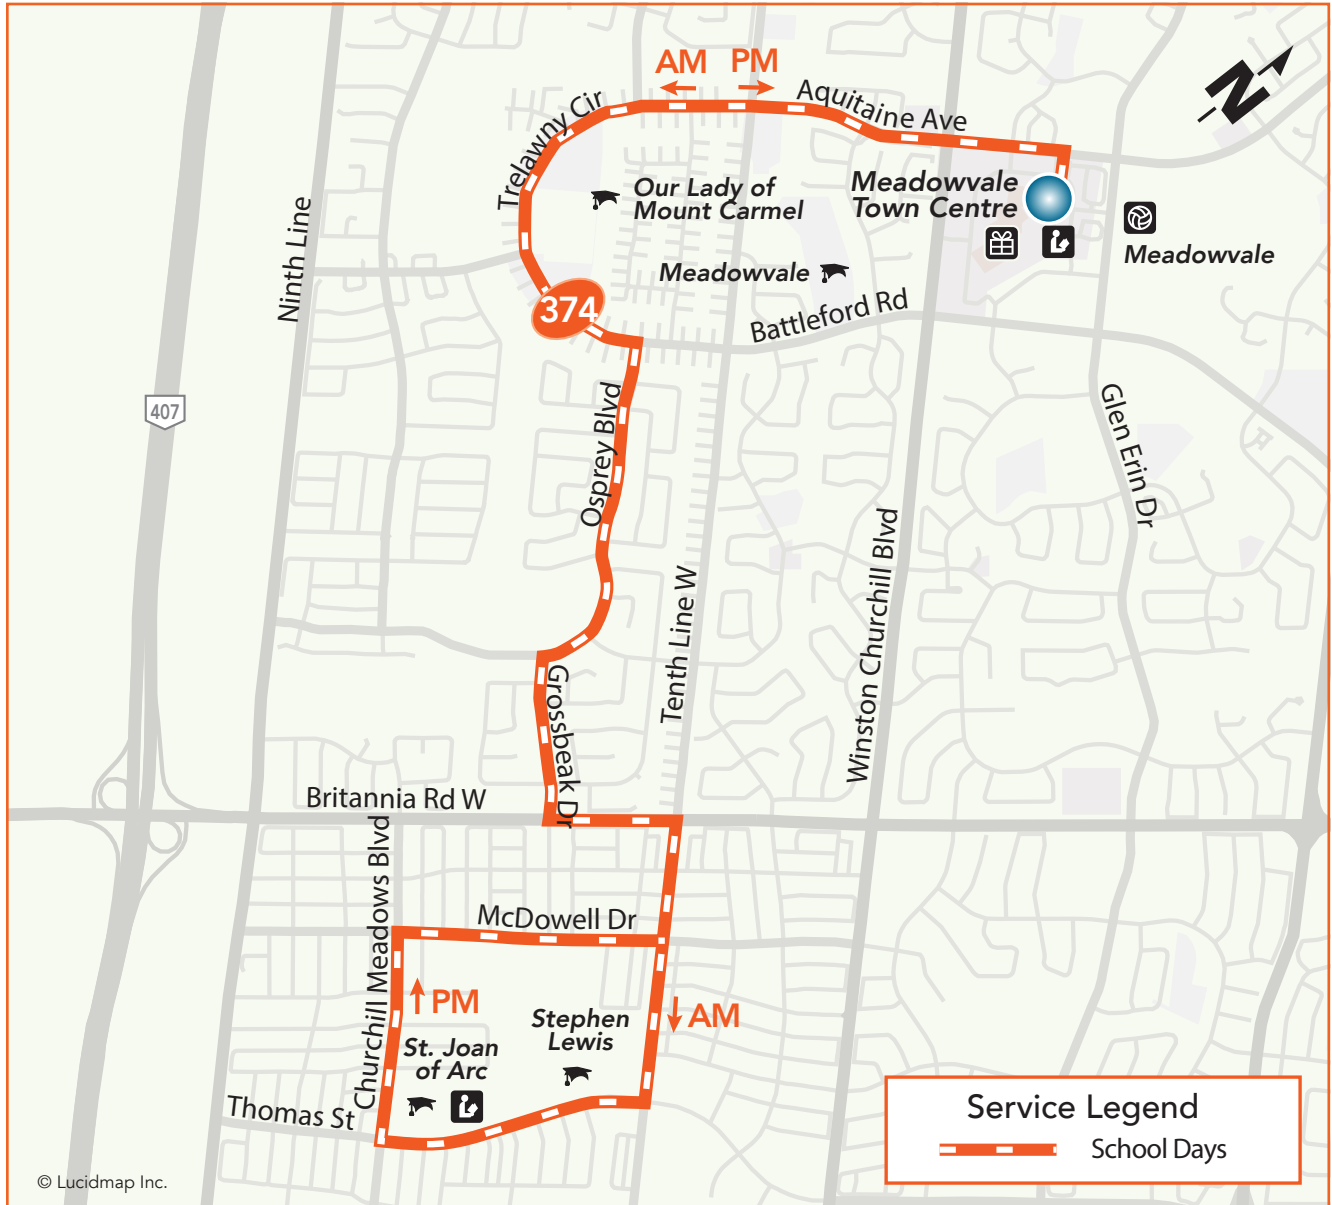 AM PM
Aquitaine Ave
Trelawny Cir
N
Our Lady of
Mount Carmel
Meadowvale
Town Centre
Meadowvale
Meadowvale
Ninth Line
374
Battleford Rd
407
Osprey Blvd
Glen Erin Dr
Winston Churchill Blvd
Tenth Line W
Grossbeak Dr
Britannia Rd W
Churchill Meadows Blvd
McDowell Dr
PM
AM
Stephen
Lewis
St. Joan
of Arc
Thomas St
Service Legend
School Days
© Lucidmap Inc.